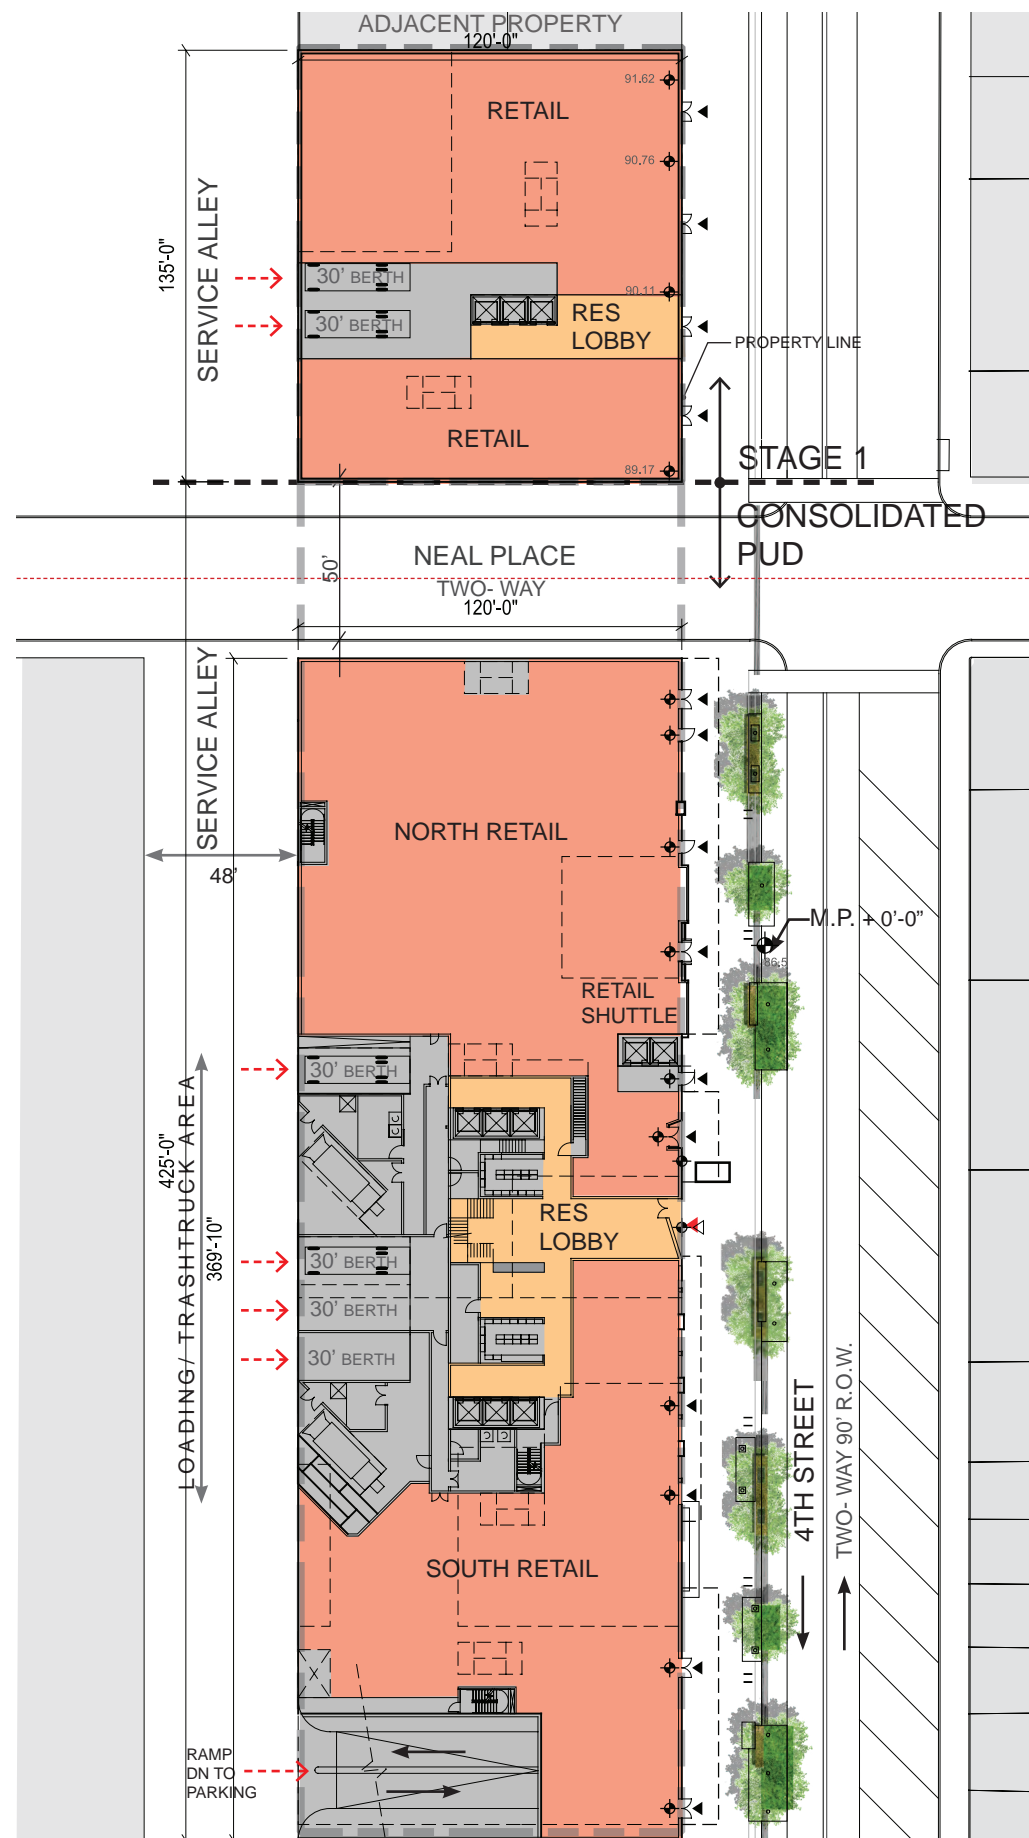 ADJACENT PROPERTY
120'-0"
91.62
RETAIL
90.76
SERVICE ALLEY
135'-0"
30' BERTH
90.11
30' BERTH
RES
LOBBY
PROPERTY LINE
RETAIL
89.17
STAGE 1
CONSOLIDATED
PUD
NEAL PLACE
TWO- WAY
50'
120'-0"
SERVICE ALLEY
48'
NORTH RETAIL
M.P. + 0'-0"
86.5
RETAIL
SHUTTLE
30' BERTH
LOADING/ TRASHTRUCK AREA
425'-0"
369'-10"
RES
LOBBY
30' BERTH
30' BERTH
30' BERTH
4TH STREET
TWO- WAY 90' R.O.W.
SOUTH RETAIL
RAMP
DN TO
PARKING